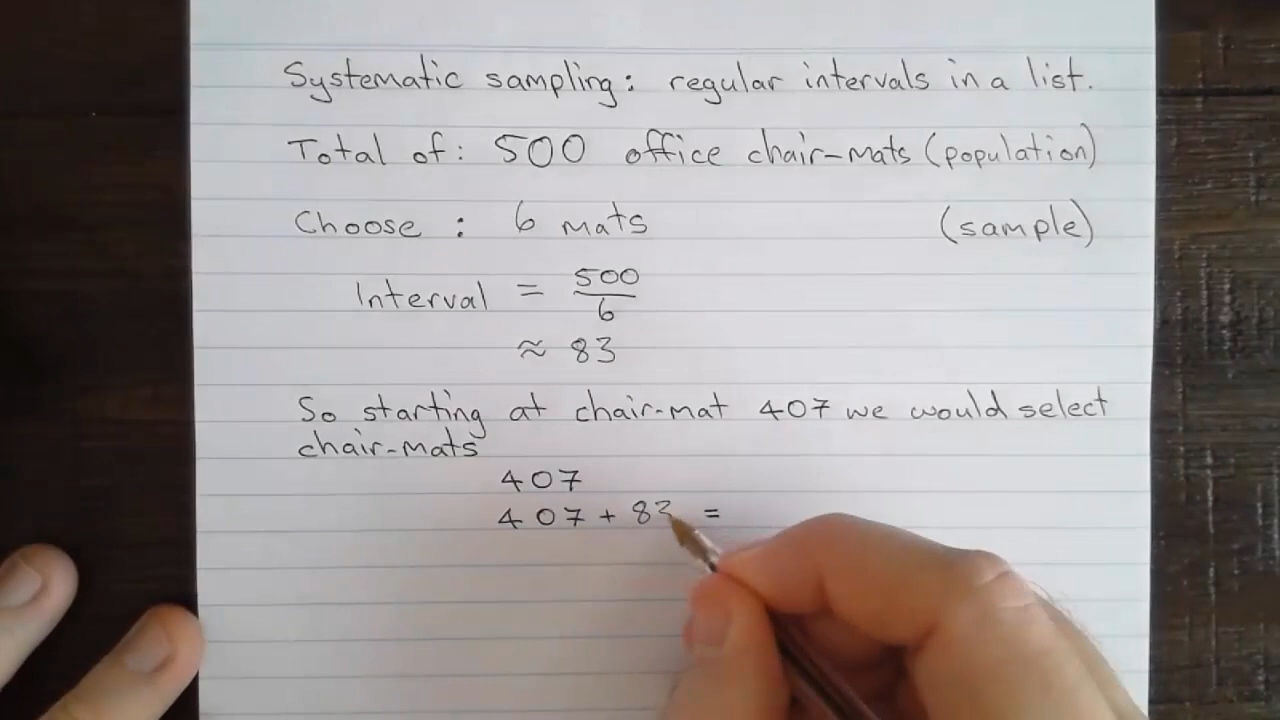 Systematic sampling: regular intervals in a list.
Total of: 500 office chair-mats (population)
Choose: 6 mats (sample)
Interval = 500/6
≈ 83
So starting at chair-mat 407 we would select
chair-mats
407
407 + 83 =